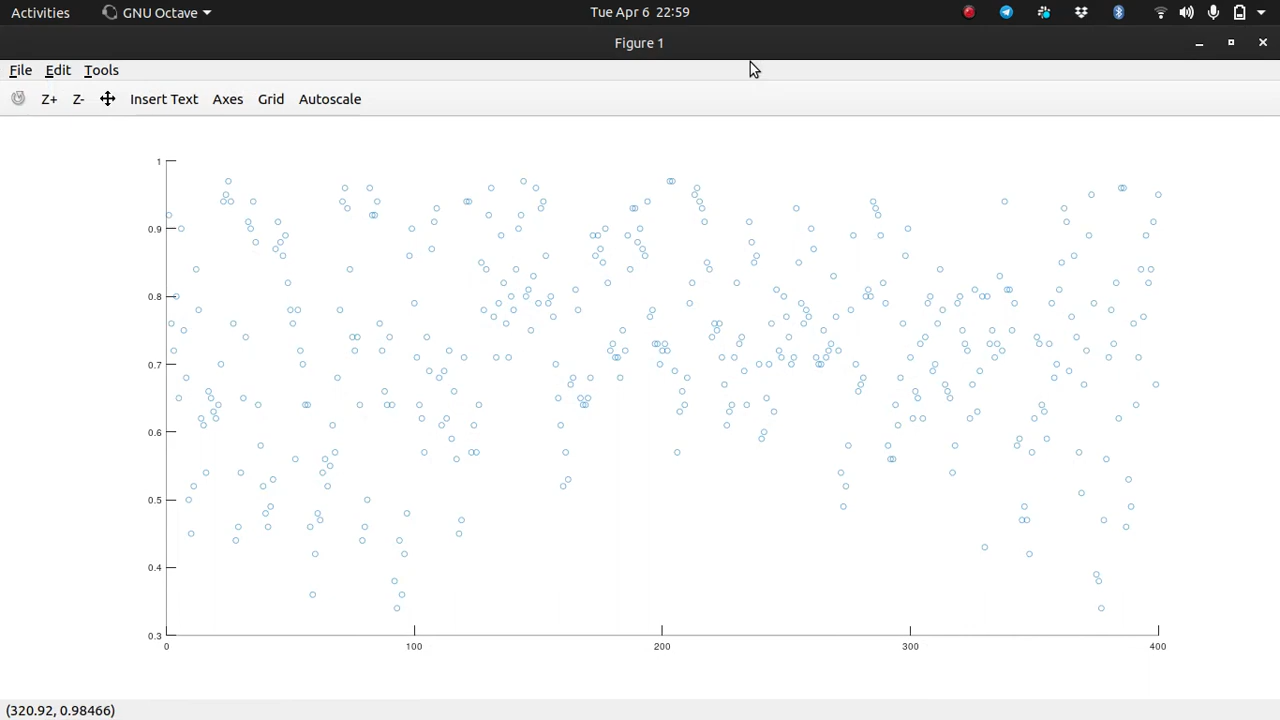 Activities GNU Octave Tue Apr 6 22:59
Figure 1
File Edit Tools
Z+ Z- Insert Text Axes Grid Autoscale
1
0.9
0.8
0.7
0.6
0.5
0.4
0.3
0 100 200 300 400
(320.92, 0.98466)